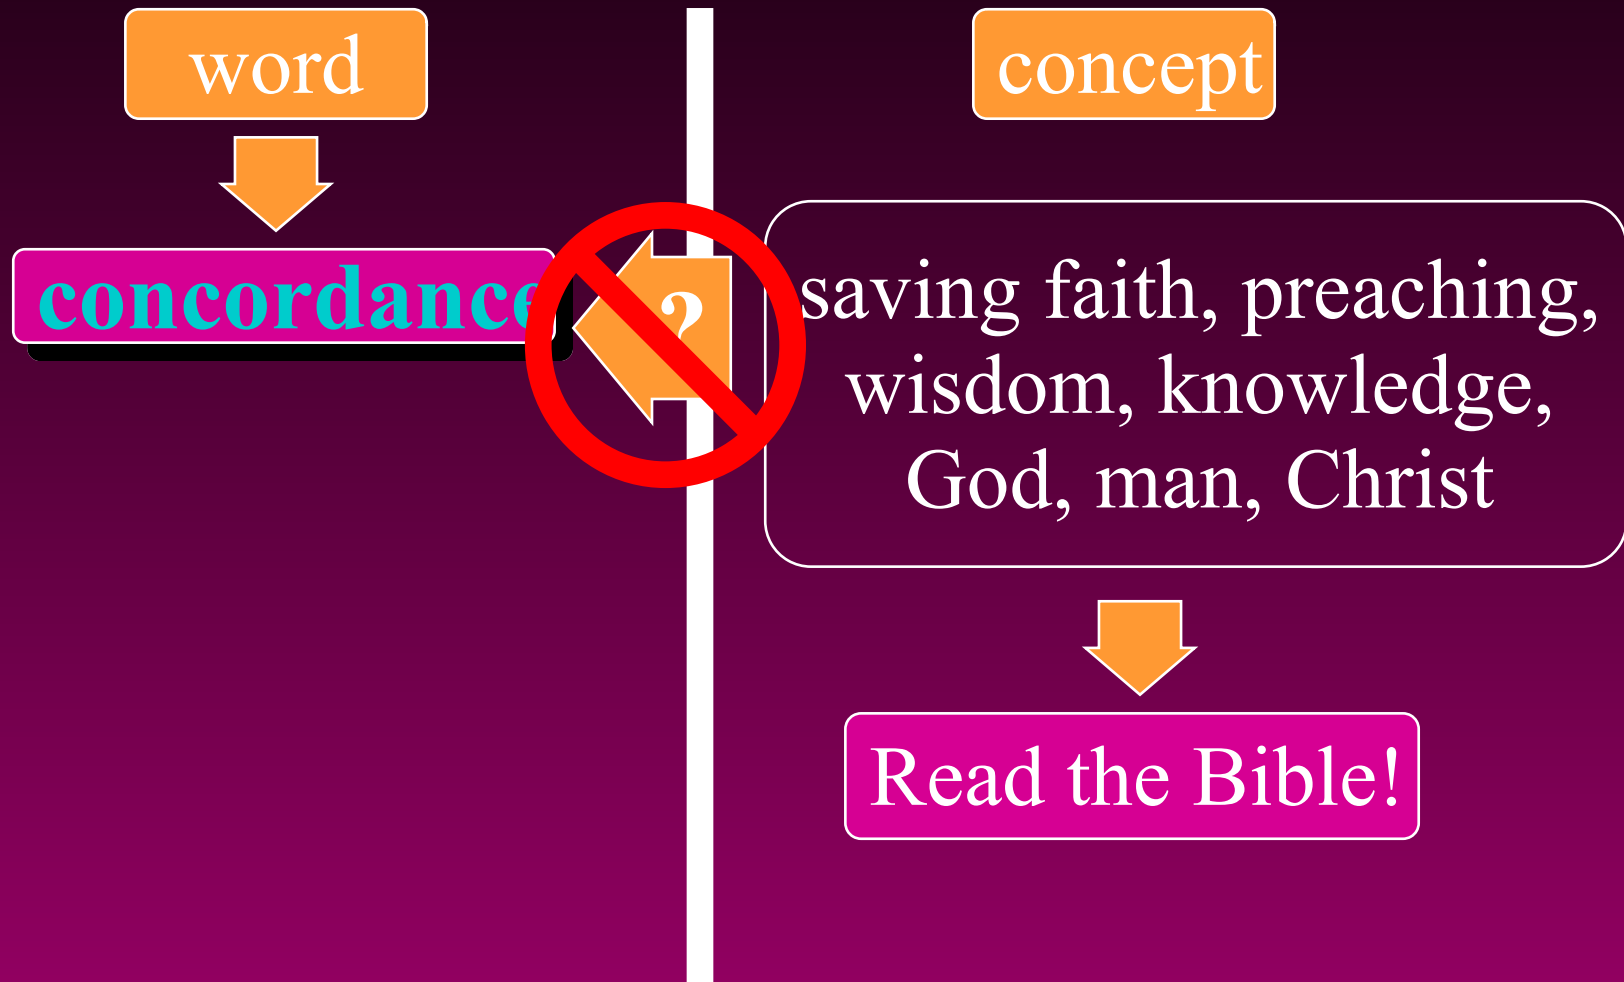 word
concept
concordance
?
saving faith, preaching,
wisdom, knowledge,
God, man, Christ
Read the Bible!